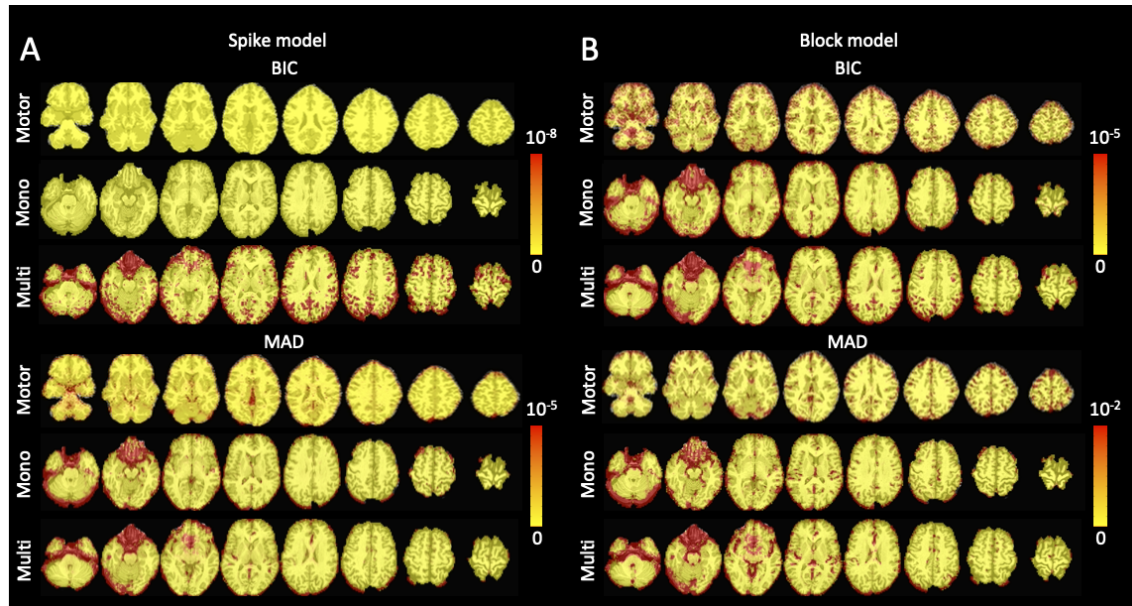 A
Spike model
BIC
Motor
Mono
Multi
10-8
0
MAD
Motor
Mono
Multi
10-5
0
B
Block model
BIC
Motor
Mono
Multi
10-5
0
MAD
Motor
Mono
Multi
10-2
0